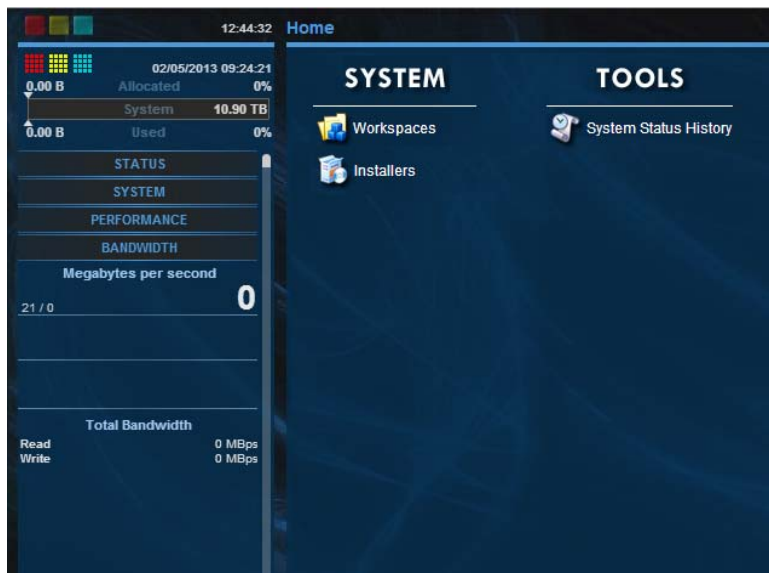 12:44:32 Home
02/05/2013 09:24:21
0.00 B Allocated 0%
System 10.90 TB
0.00 B Used 0%
STATUS
SYSTEM
PERFORMANCE
BANDWIDTH
Megabytes per second
0
21 / 0
Total Bandwidth
Read 0 MBps
Write 0 MBps
SYSTEM
Workspaces
Installers
TOOLS
System Status History